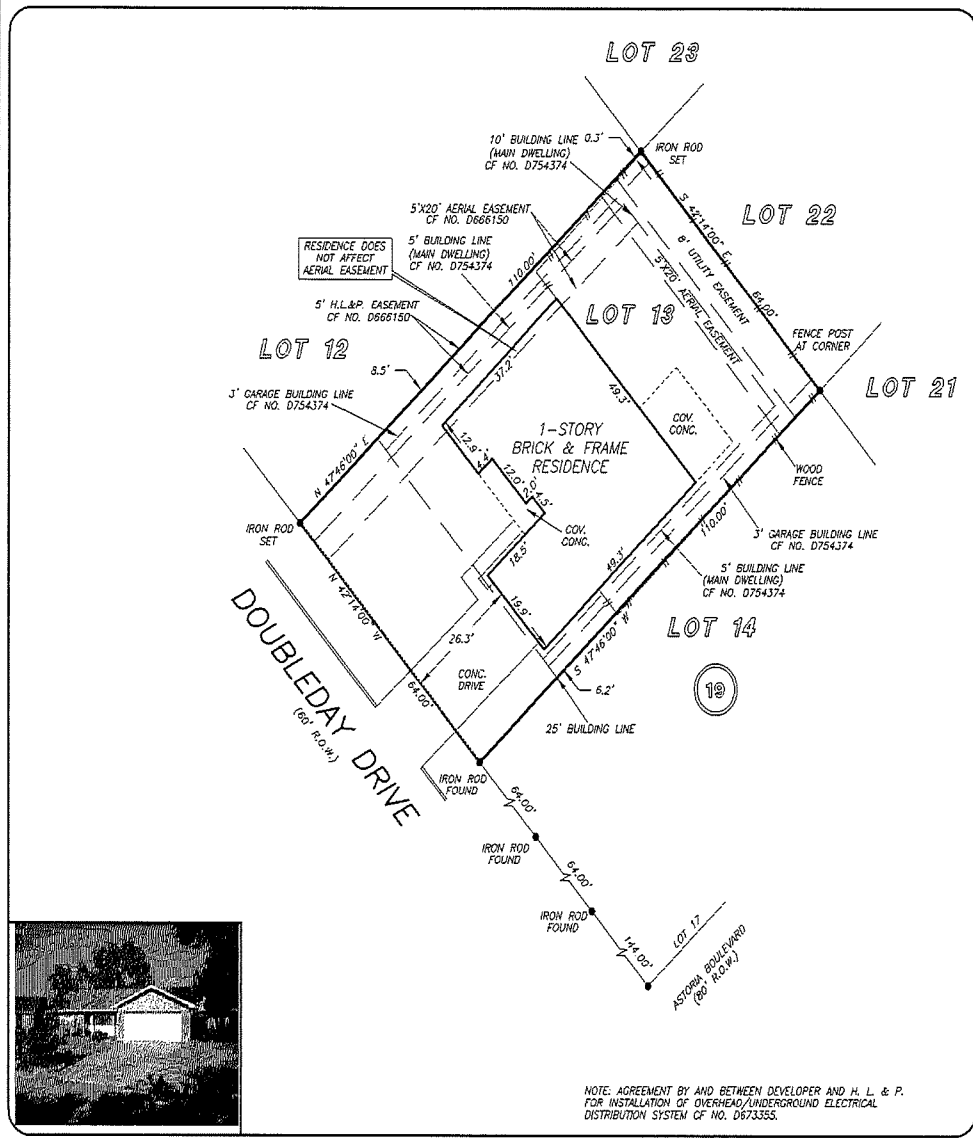 LOT 23
10' BUILDING LINE
(MAIN DWELLING)
CF NO. D754374
0.3'
IRON ROD
SET
5'X20' AERIAL EASEMENT
CF NO. D666150
S 42°14'00" E
LOT 22
RESIDENCE DOES
NOT AFFECT
AERIAL EASEMENT
5' BUILDING LINE
(MAIN DWELLING)
CF NO. D754374
110.00'
8' UTILITY EASEMENT
5'X20' AERIAL EASEMENT
64.00'
5' H.L.&P. EASEMENT
CF NO. D666150
LOT 13
FENCE POST
AT CORNER
LOT 12
8.5'
37.2'
49.3'
LOT 21
3' GARAGE BUILDING LINE
CF NO. D754374
COV.
CONC.
1-STORY
BRICK & FRAME
RESIDENCE
12.9'
4.4'
12.0'
2.0'
4.5'
N 47°46'00" E
WOOD
FENCE
IRON ROD
SET
COV.
CONC.
110.00'
3' GARAGE BUILDING LINE
CF NO. D754374
18.5'
49.3'
5' BUILDING LINE
(MAIN DWELLING)
CF NO. D754374
N 42°14'00" W
19.9'
LOT 14
S 47°46'00" W
26.3'
CONC.
DRIVE
6.2'
19
64.00'
25' BUILDING LINE
DOUBLEDAY DRIVE
(60' R.O.W.)
IRON ROD
FOUND
64.00'
IRON ROD
FOUND
64.00'
IRON ROD
FOUND
144.00'
LOT 17
ASTORIA BOULEVARD
(80' R.O.W.)
NOTE: AGREEMENT BY AND BETWEEN DEVELOPER AND H. L. & P.
FOR INSTALLATION OF OVERHEAD/UNDERGROUND ELECTRICAL
DISTRIBUTION SYSTEM CF NO. D673355.